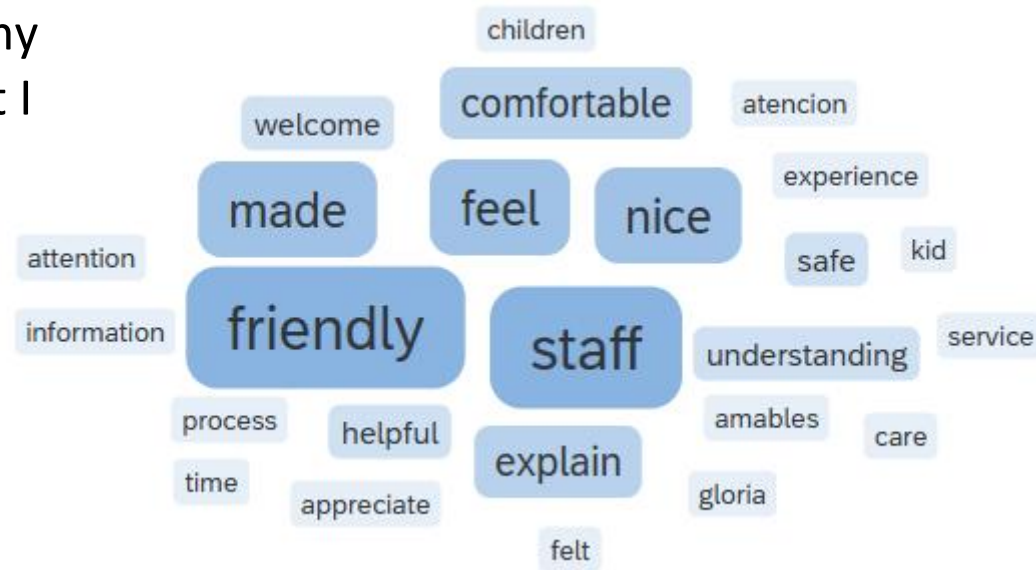 children
comfortable
atencion
welcome
experience
made
feel
nice
attention
safe
kid
information
friendly
staff
understanding
service
process
helpful
amables
care
explain
time
appreciate
gloria
felt